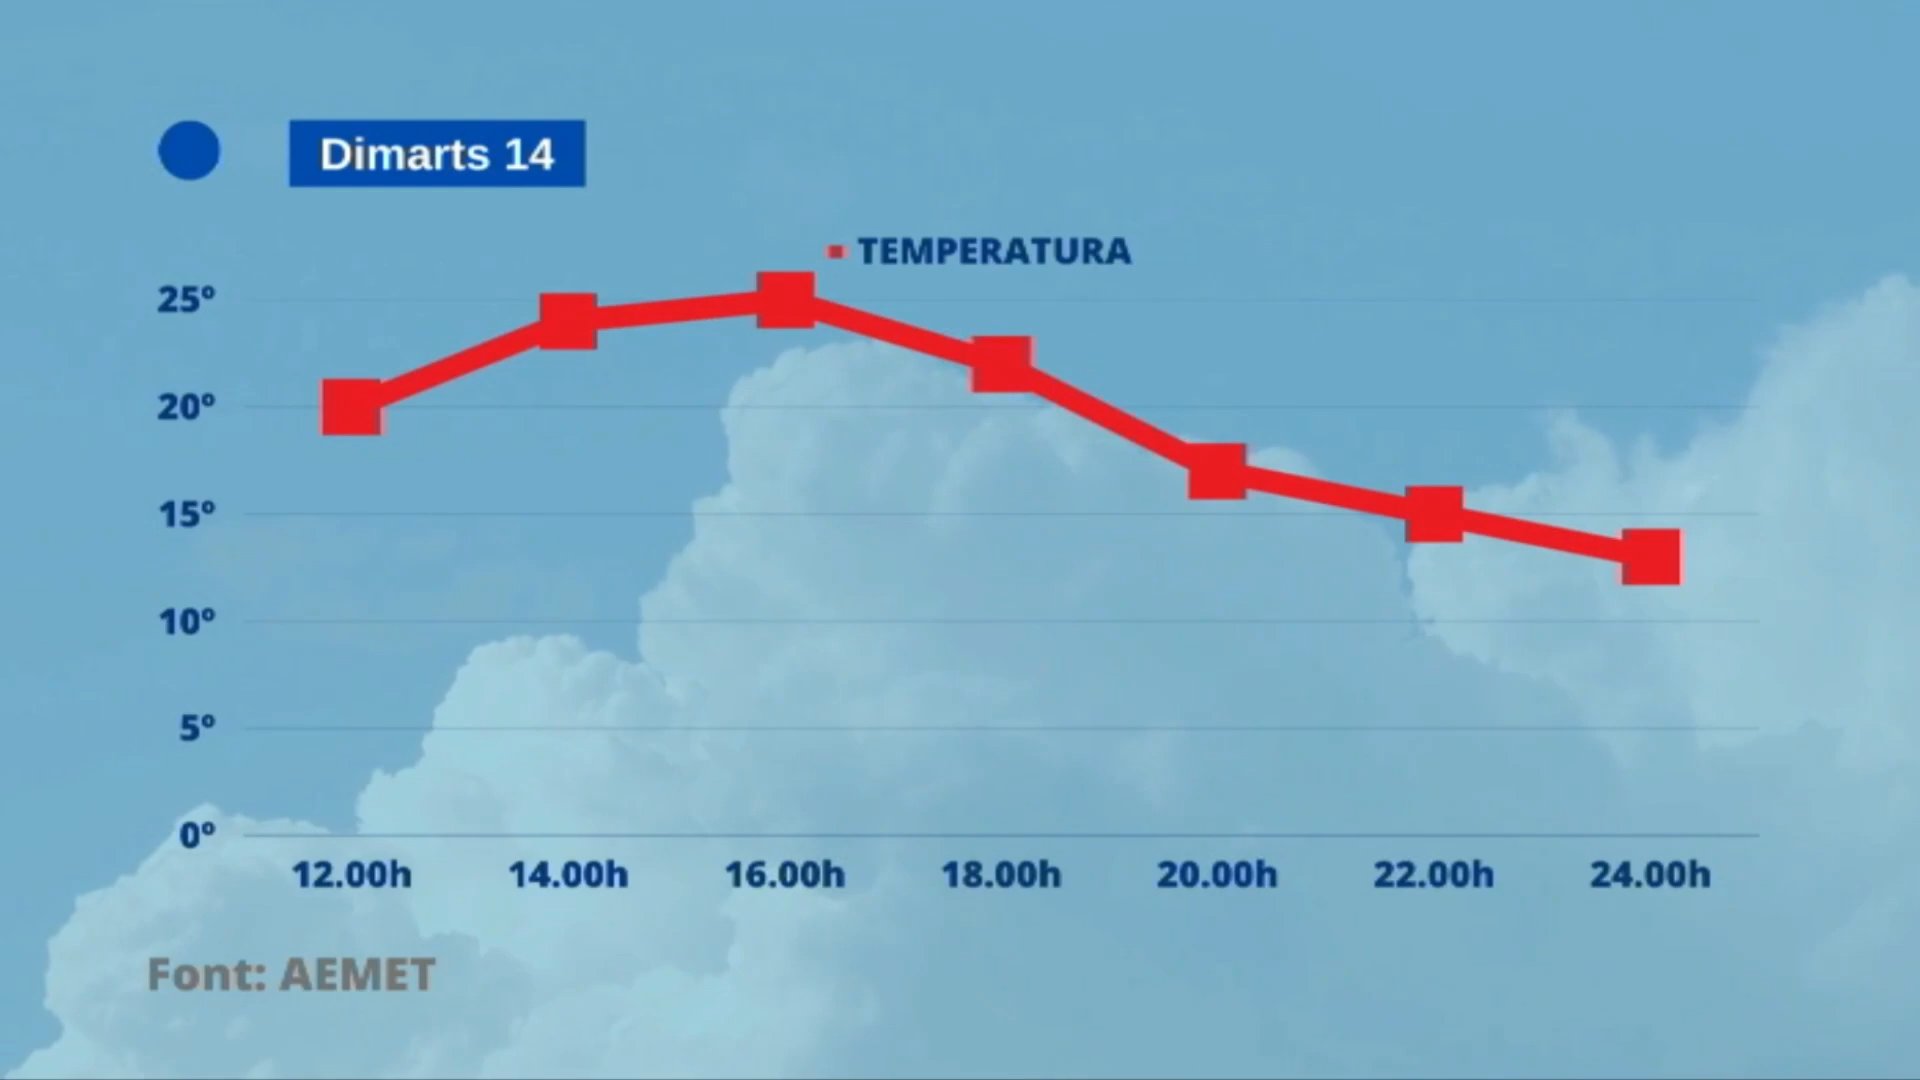 Dimarts 14
TEMPERATURA
25º
20º
15º
10º
5º
0º
12.00h 14.00h 16.00h 18.00h 20.00h 22.00h 24.00h
Font: AEMET